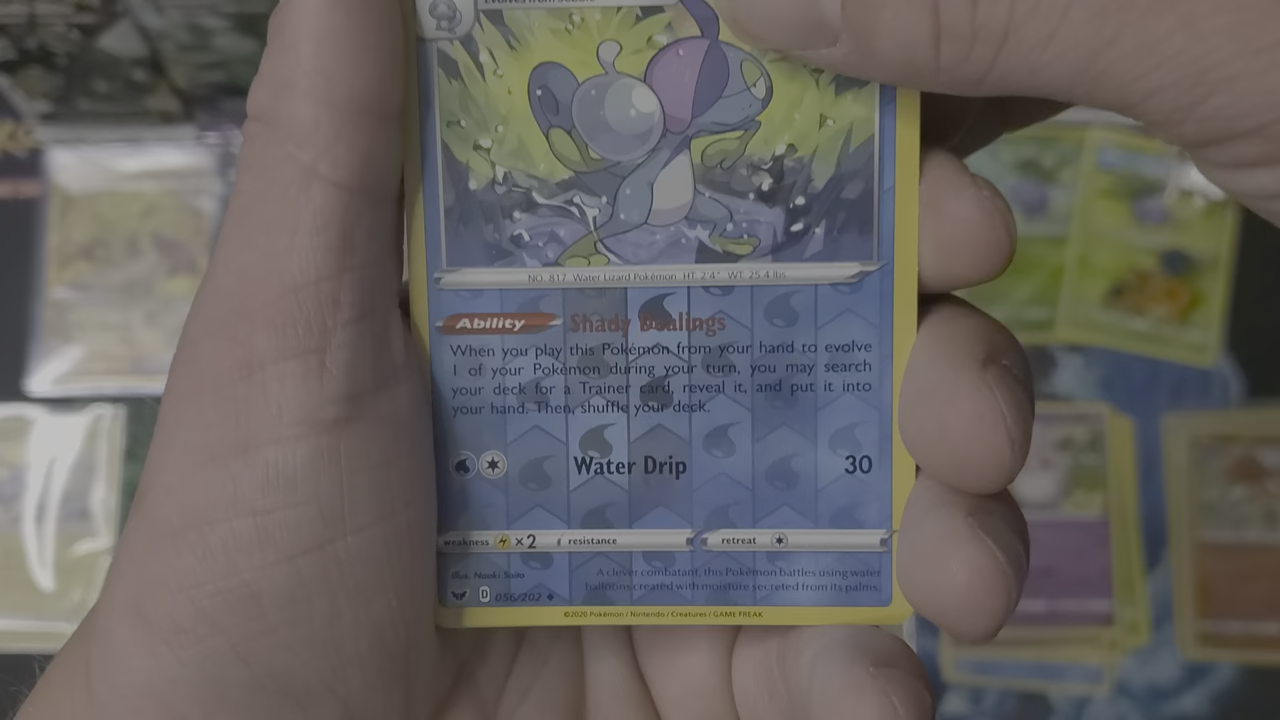 Evolves from Sobble
NO. 817 Water Lizard Pokémon HT: 2'4" WT: 25.4 lbs
Ability Shady Dealings
When you play this Pokémon from your hand to evolve
1 of your Pokémon during your turn, you may search
your deck for a Trainer card, reveal it, and put it into
your hand. Then, shuffle your deck.
Water Drip 30
weakness ×2 resistance retreat
Illus. Naoki Saito
A clever combatant, this Pokémon battles using water
balloons created with moisture secreted from its palms.
D 056/202
©2020 Pokémon / Nintendo / Creatures / GAME FREAK